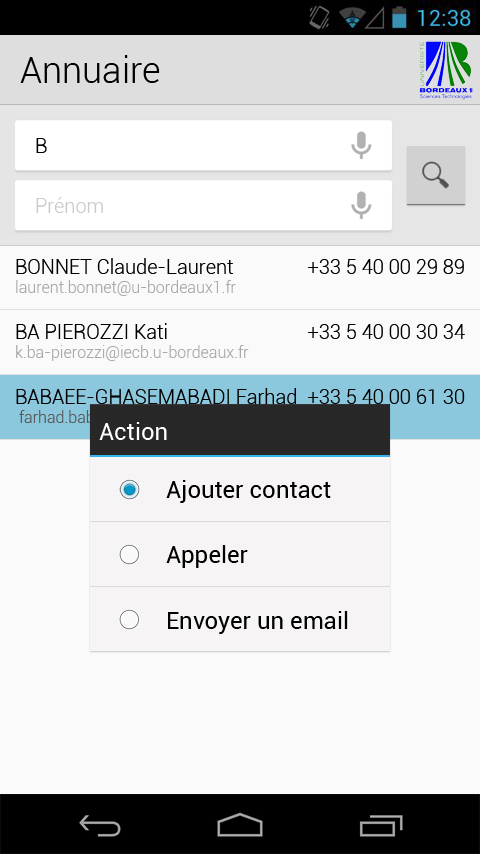 12:38
Annuaire
UNIVERSITE
BORDEAUX 1
Sciences Technologies
B
Prénom
BONNET Claude-Laurent +33 5 40 00 29 89
laurent.bonnet@u-bordeaux1.fr
BA PIEROZZI Kati +33 5 40 00 30 34
k.ba-pierozzi@iecb.u-bordeaux.fr
BABAEE-GHASEMABADI Farhad +33 5 40 00 61 30
farhad.bab
Action
Ajouter contact
Appeler
Envoyer un email